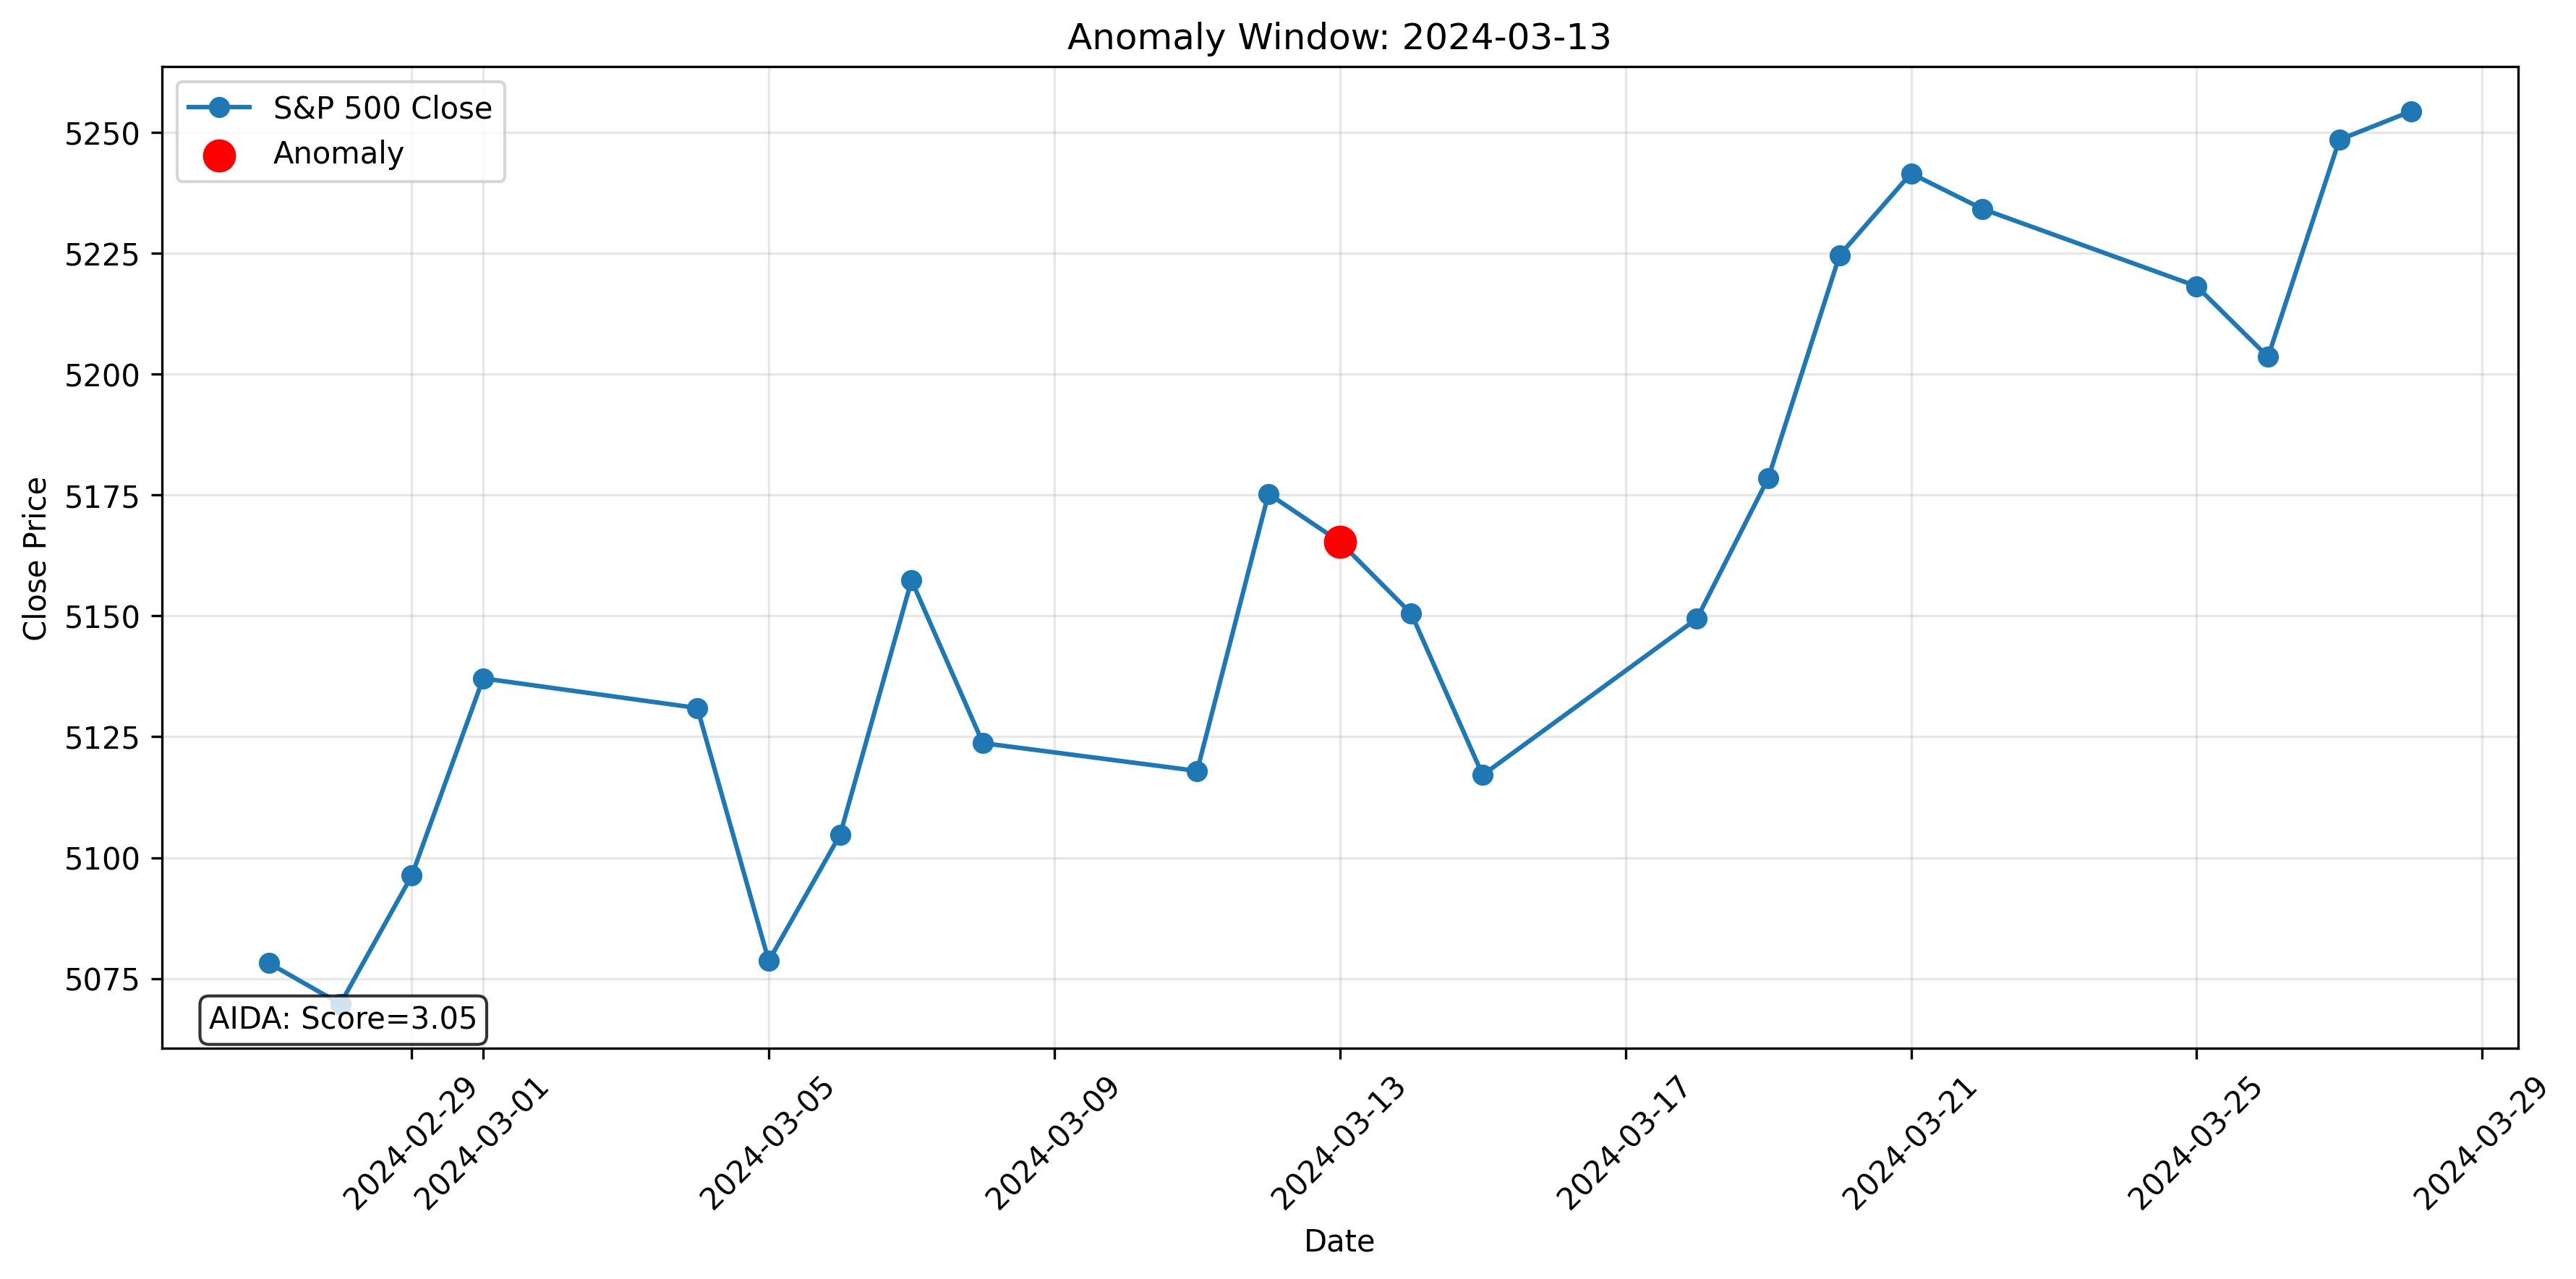 Anomaly Window: 2024-03-13
S&P 500 Close
Anomaly
Close Price
5250
5225
5200
5175
5150
5125
5100
5075
AIDA: Score=3.05
2024-02-29
2024-03-01
2024-03-05
2024-03-09
2024-03-13
2024-03-17
2024-03-21
2024-03-25
2024-03-29
Date